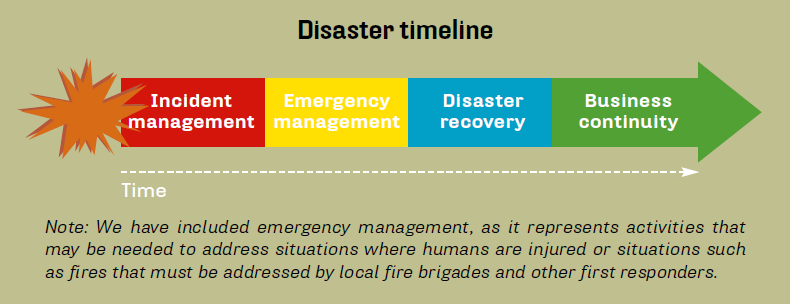 Disaster timeline
Incident
management
Emergency
management
Disaster
recovery
Business
continuity
Time
Note: We have included emergency management, as it represents activities that
may be needed to address situations where humans are injured or situations such
as fires that must be addressed by local fire brigades and other first responders.